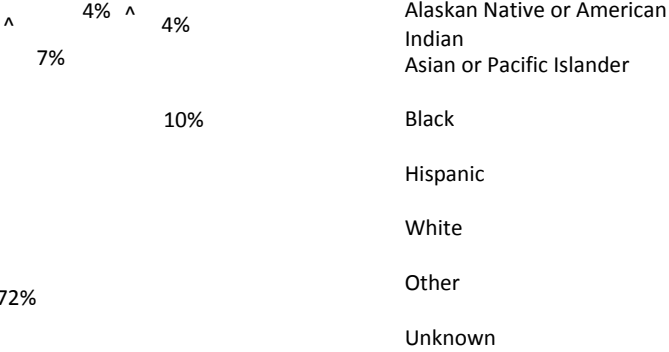 ^
4% ^
4%
7%
10%
72%
Alaskan Native or American
Indian
Asian or Pacific Islander
Black
Hispanic
White
Other
Unknown